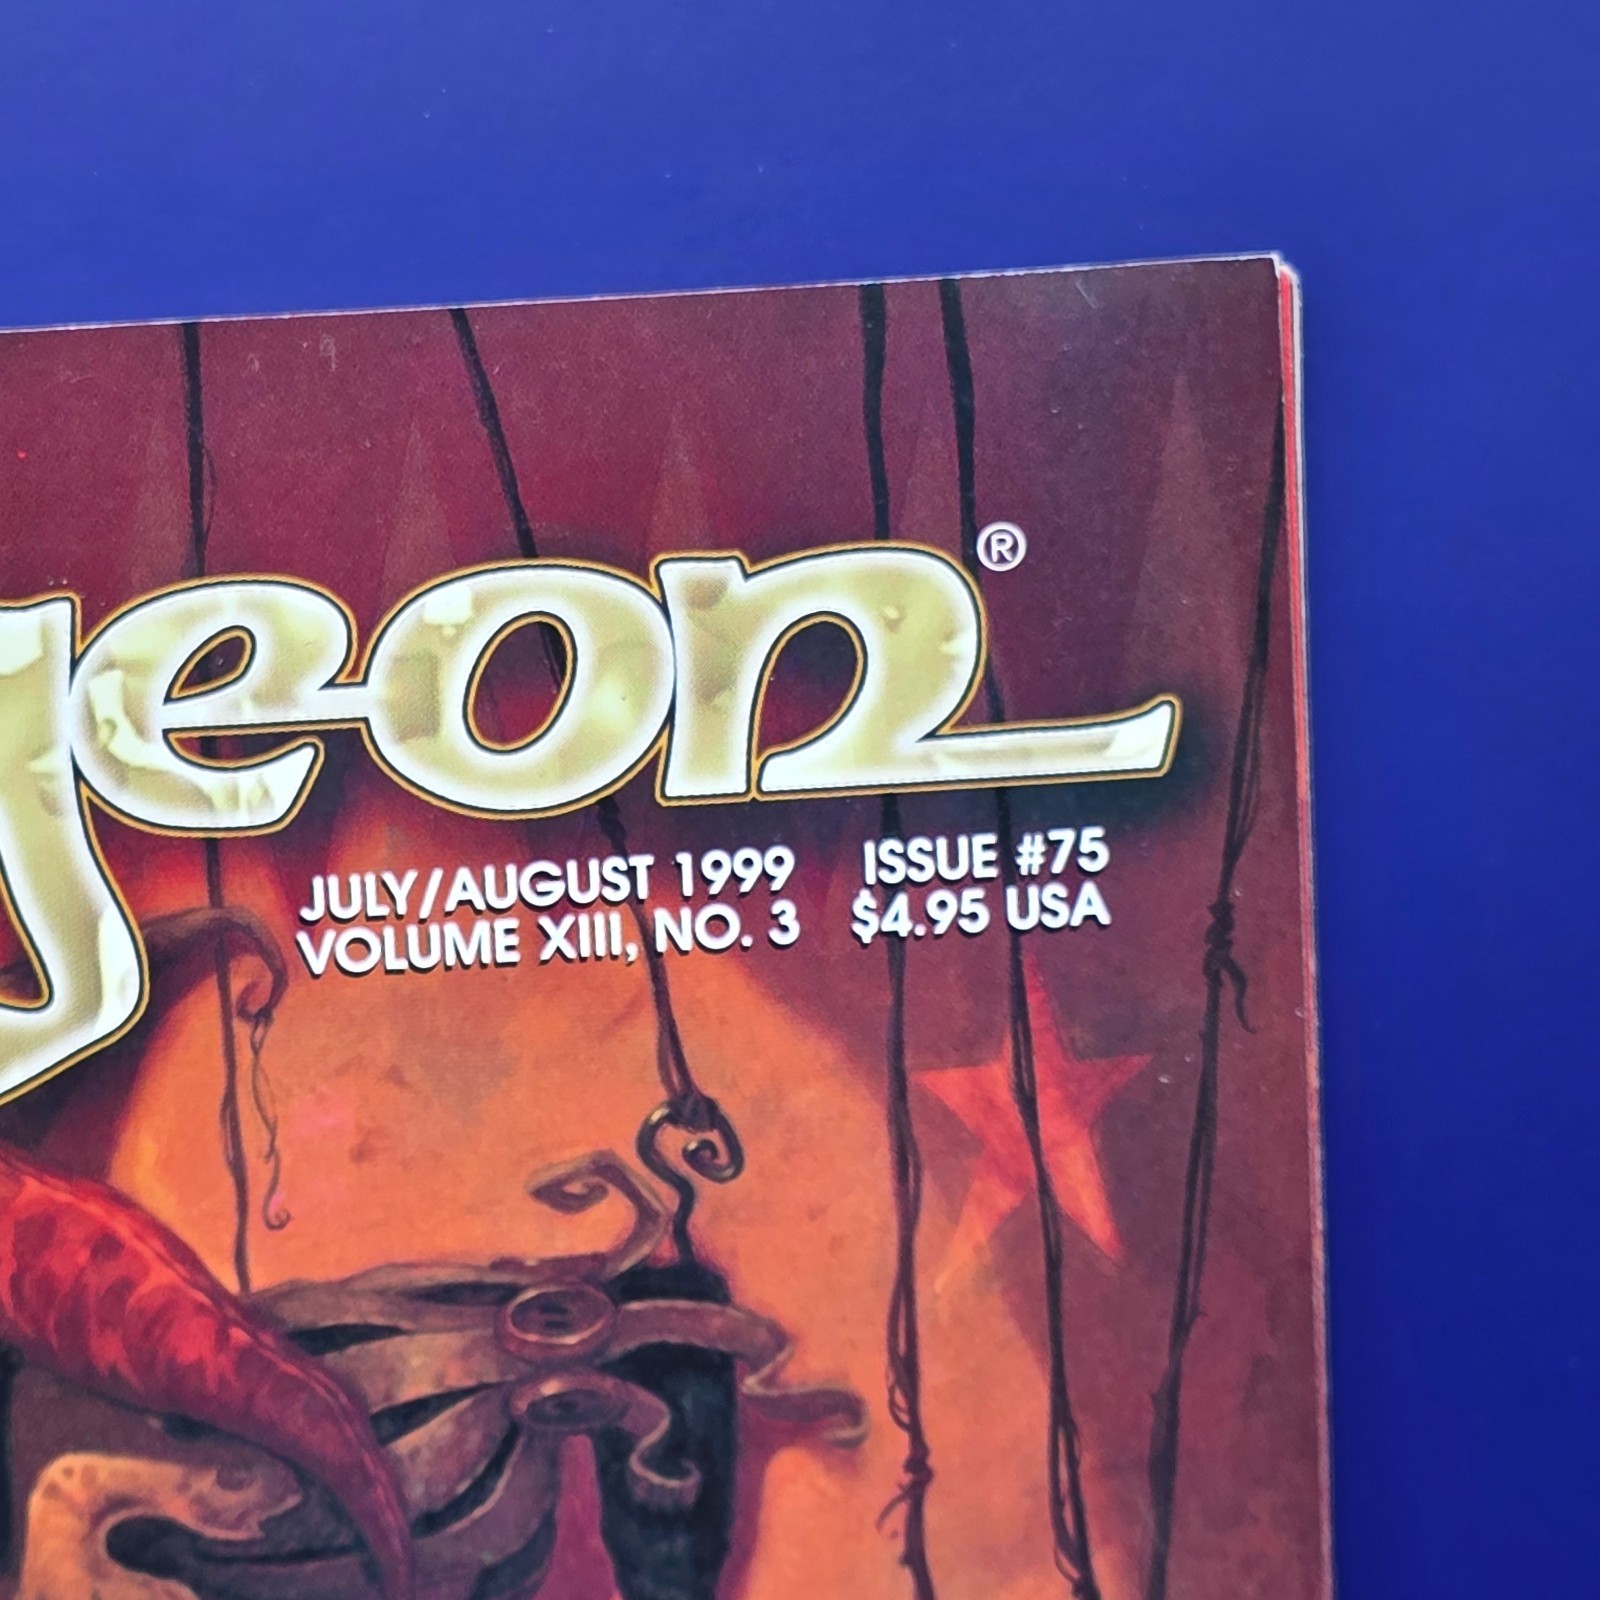 geon®
JULY/AUGUST 1999 ISSUE #75
VOLUME XIII, NO. 3 $4.95 USA